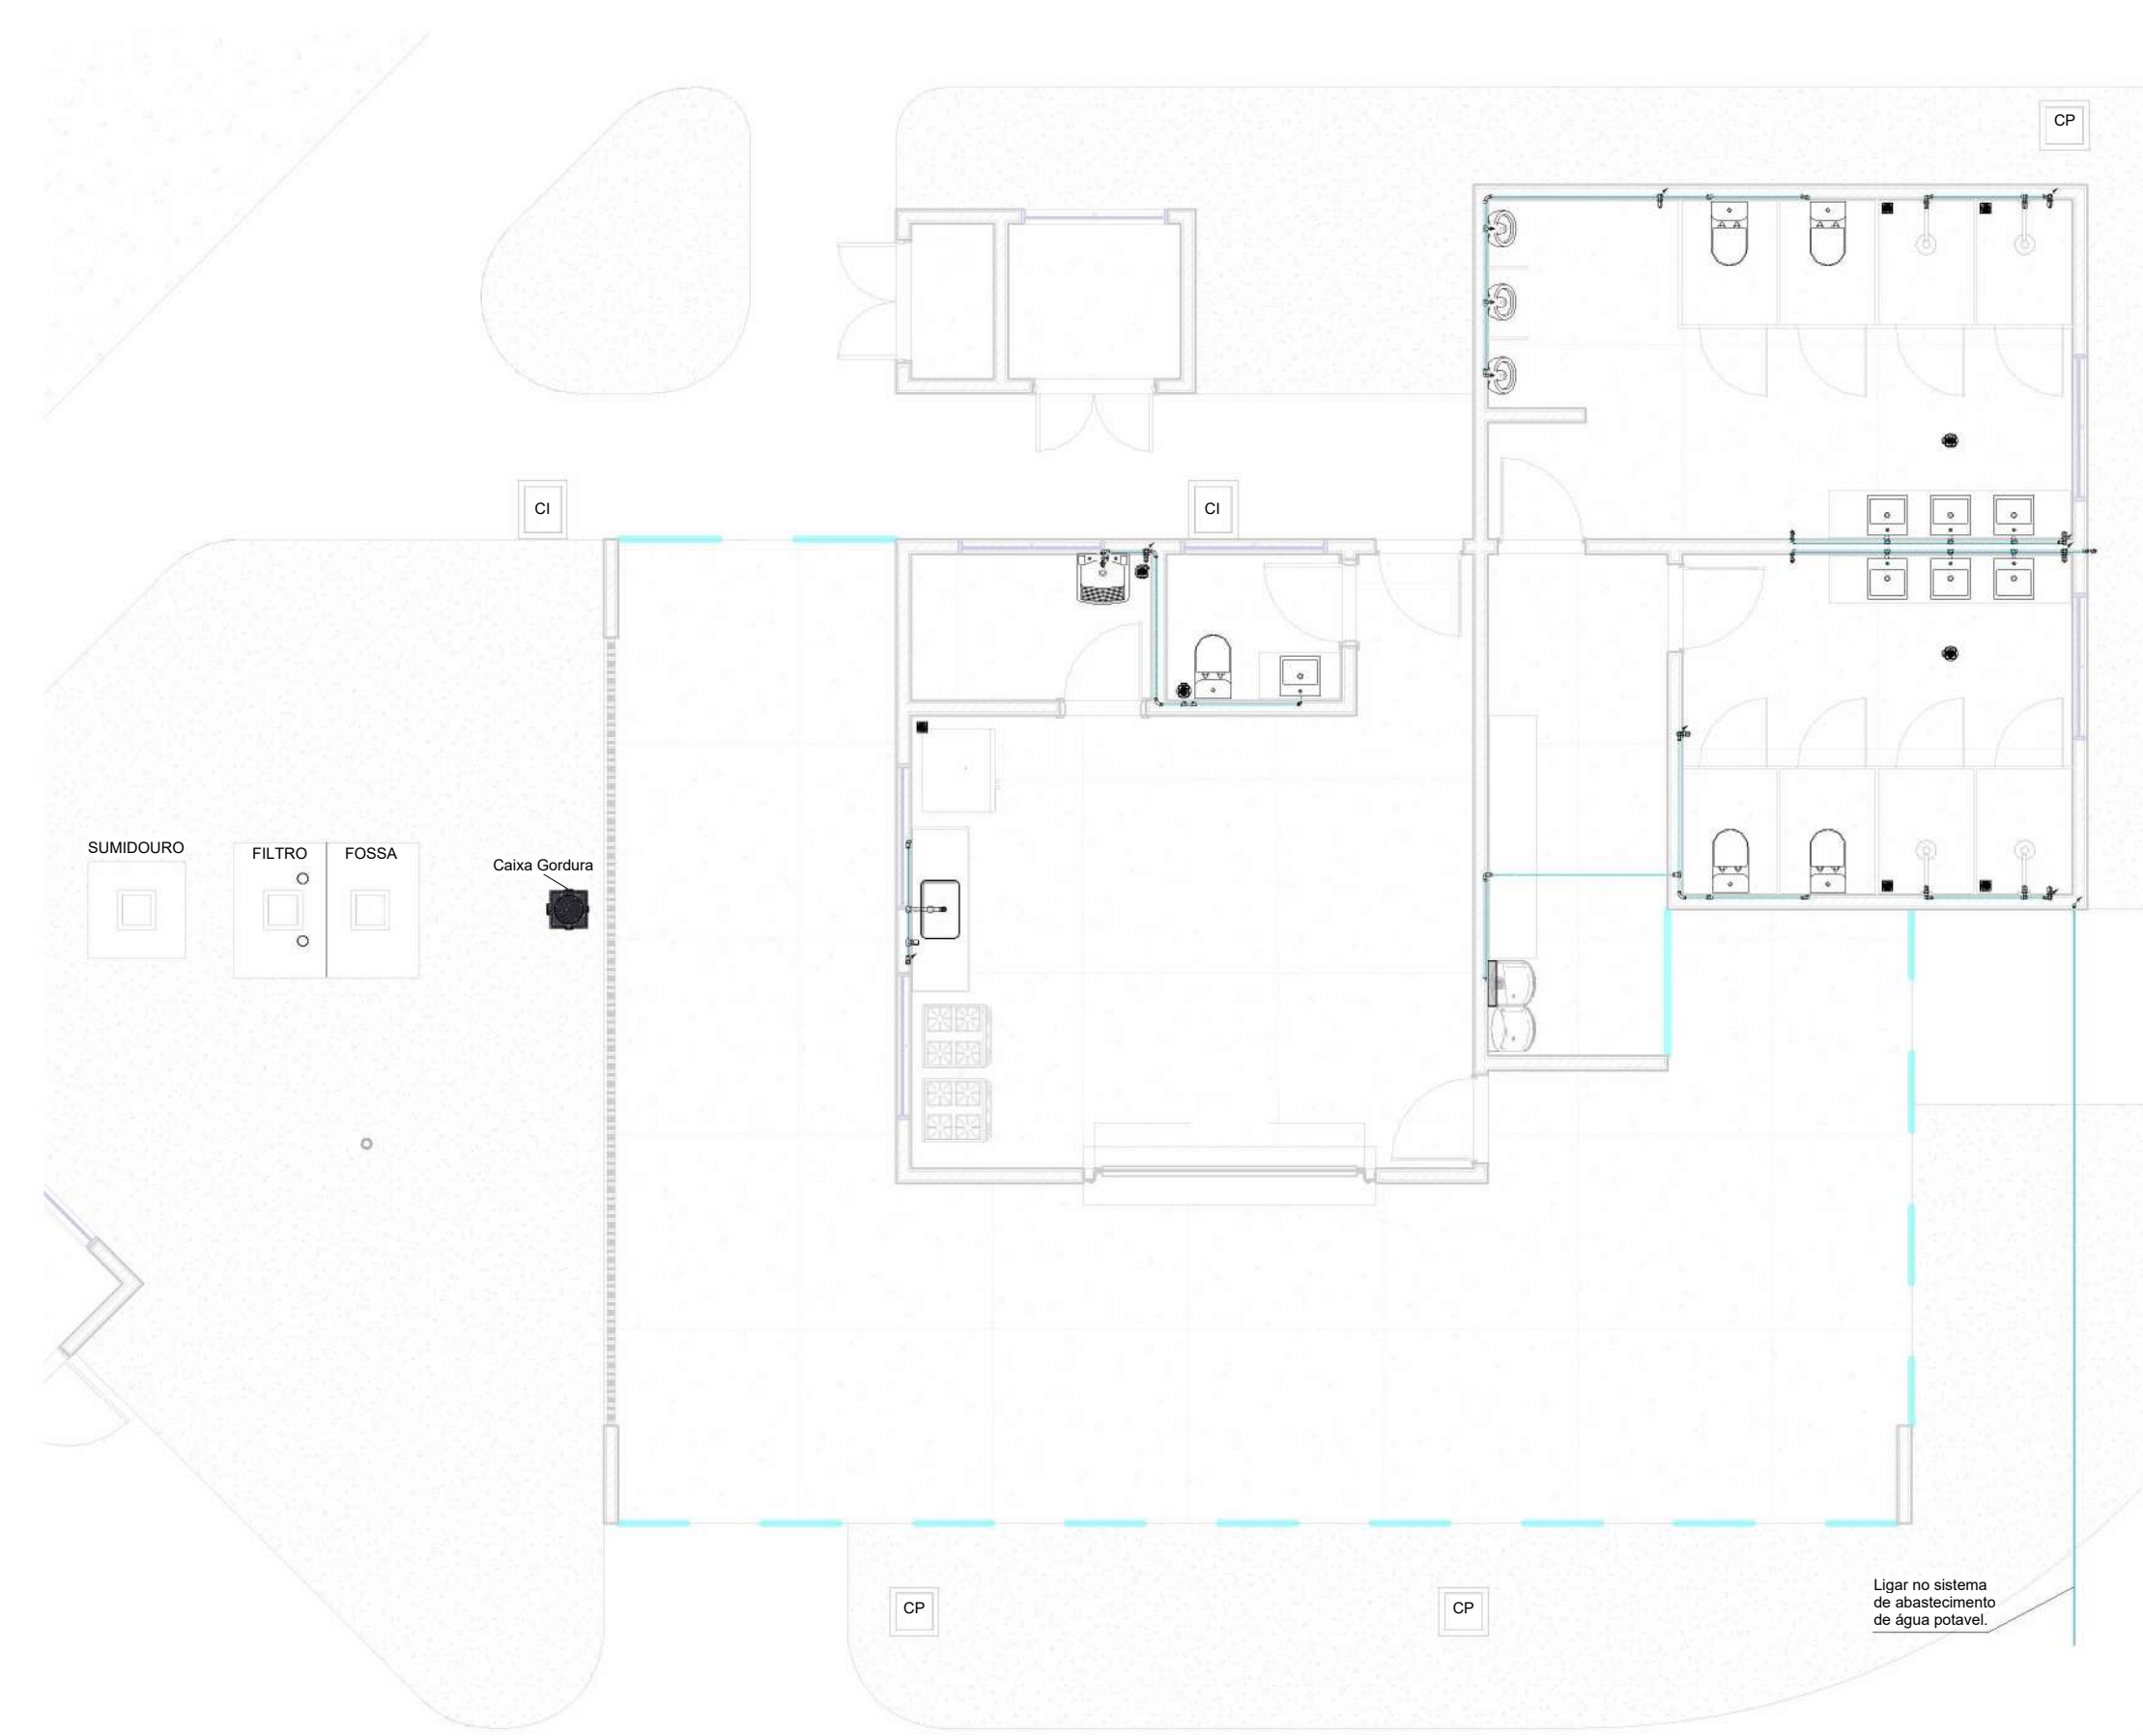 CP
CI
CI
SUMIDOURO
FILTRO
FOSSA
Caixa Gordura
CP
CP
Ligar no sistema
de abastecimento
de água potavel.